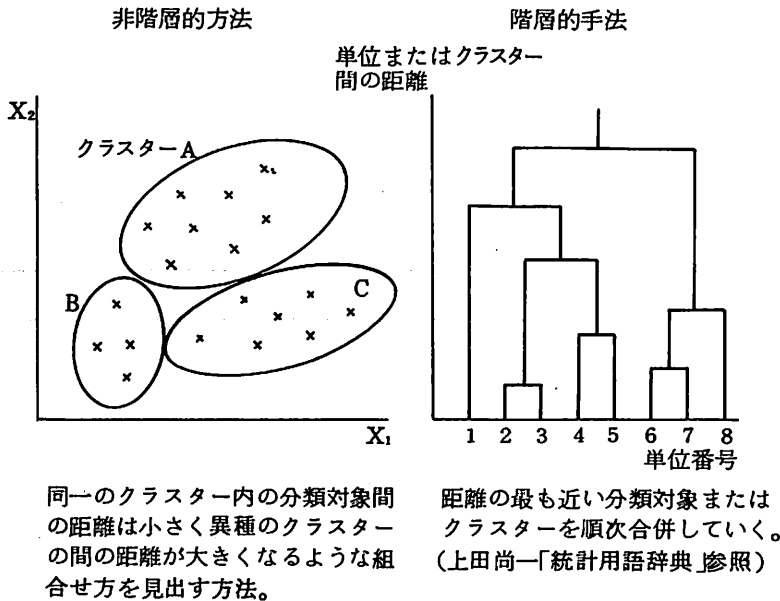 非階層的方法
X₂
クラスターA
B
C
X₁
同一のクラスター内の分類対象間
の距離は小さく異種のクラスター
の間の距離が大きくなるような組
合せ方を見出す方法。
階層的手法
単位またはクラスター
間の距離
1 2 3 4 5 6 7 8
単位番号
距離の最も近い分類対象または
クラスターを順次合併していく。
(上田尚一「統計用語辞典」参照)